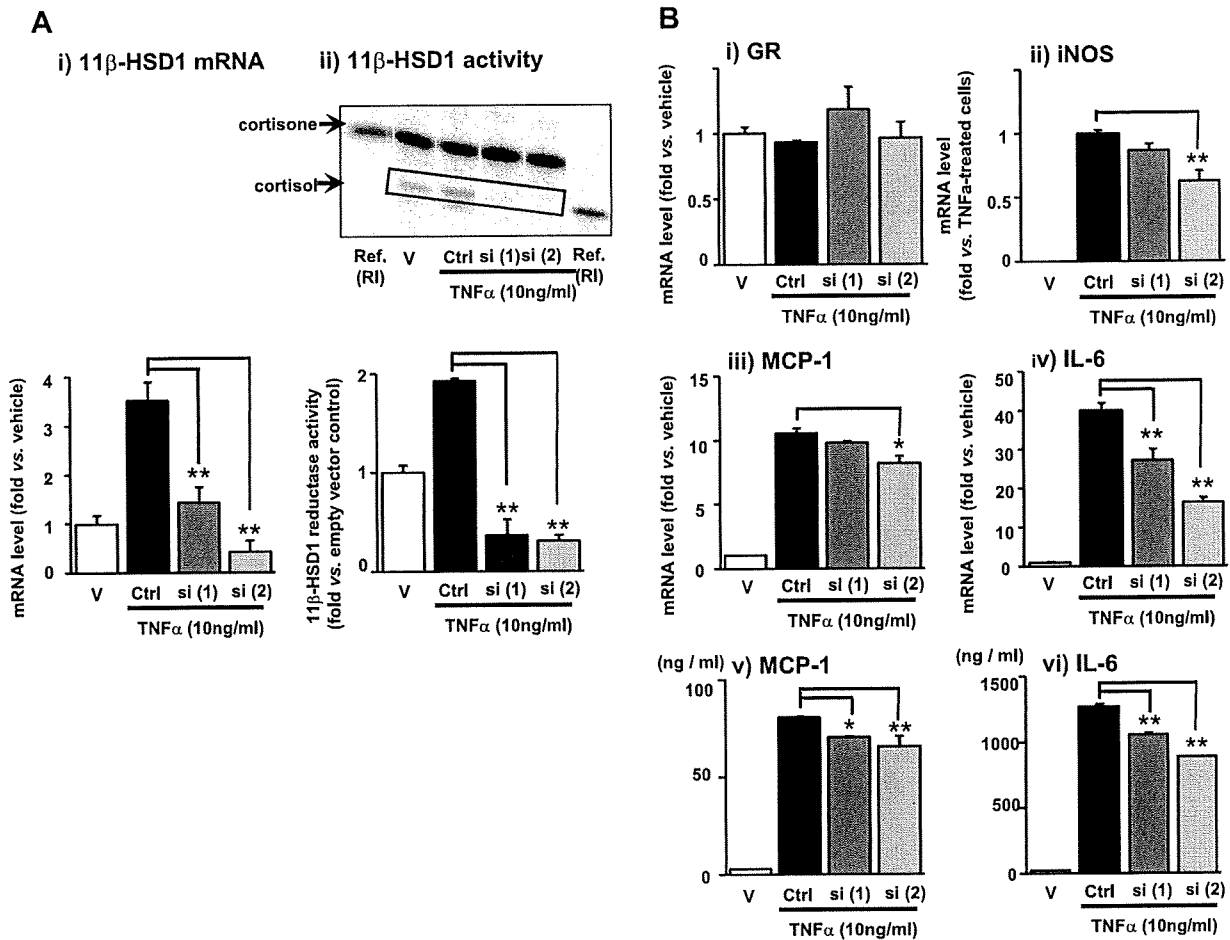 A
i) 11β-HSD1 mRNA
ii) 11β-HSD1 activity
cortisone
cortisol
Ref. (RI)
V
Ctrl si (1) si (2)
Ref. (RI)
TNFα (10ng/ml)
mRNA level (fold vs. vehicle)
4
3
2
1
0
**
**
V
Ctrl si (1) si (2)
TNFα (10ng/ml)
11β-HSD1 reductase activity
(fold vs. empty vector control)
2
1
0
**
**
V
Ctrl si (1) si (2)
TNFα (10ng/ml)
B
i) GR
mRNA level (fold vs. vehicle)
1.5
1
0.5
0
V
Ctrl si (1) si (2)
TNFα (10ng/ml)
ii) iNOS
mRNA level
(fold vs. TNFa-treated cells)
1.5
1
0.5
0
**
V
Ctrl si (1) si (2)
TNFα (10ng/ml)
iii) MCP-1
mRNA level (fold vs. vehicle)
15
10
5
0
*
V
Ctrl si (1) si (2)
TNFα (10ng/ml)
iv) IL-6
mRNA level (fold vs. vehicle)
50
40
30
20
10
0
**
**
V
Ctrl si (1) si (2)
TNFα (10ng/ml)
(ng / ml)
v) MCP-1
100
50
0
*
**
V
Ctrl si (1) si (2)
TNFα (10ng/ml)
(ng / ml)
vi) IL-6
1500
1000
500
0
**
**
V
Ctrl si (1) si (2)
TNFα (10ng/ml)